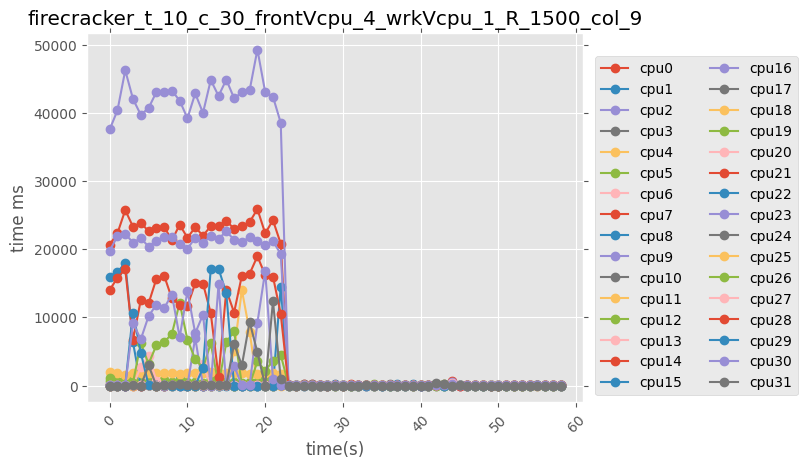 firecracker_t_10_c_30_frontVcpu_4_wrkVcpu_1_R_1500_col_9
50000
40000
30000
20000
10000
0
time ms
0 10 20 30 40 50 60
time(s)
cpu0 cpu16
cpu1 cpu17
cpu2 cpu18
cpu3 cpu19
cpu4 cpu20
cpu5 cpu21
cpu6 cpu22
cpu7 cpu23
cpu8 cpu24
cpu9 cpu25
cpu10 cpu26
cpu11 cpu27
cpu12 cpu28
cpu13 cpu29
cpu14 cpu30
cpu15 cpu31